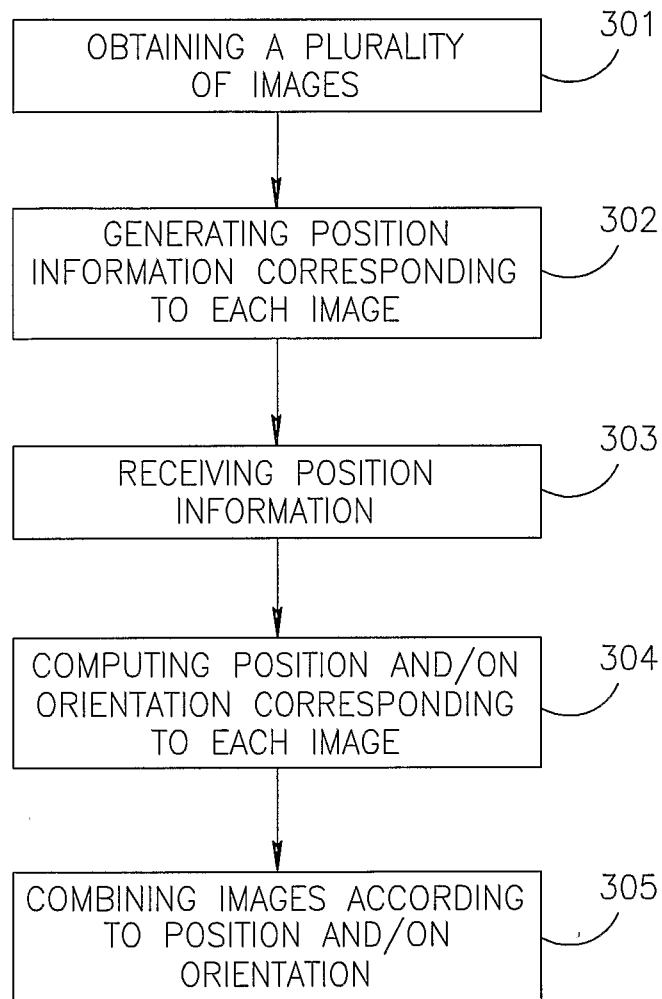 301
OBTAINING A PLURALITY
OF IMAGES
302
GENERATING POSITION
INFORMATION CORRESPONDING
TO EACH IMAGE
303
RECEIVING POSITION
INFORMATION
304
COMPUTING POSITION AND/ON
ORIENTATION CORRESPONDING
TO EACH IMAGE
305
COMBINING IMAGES ACCORDING
TO POSITION AND/ON
ORIENTATION